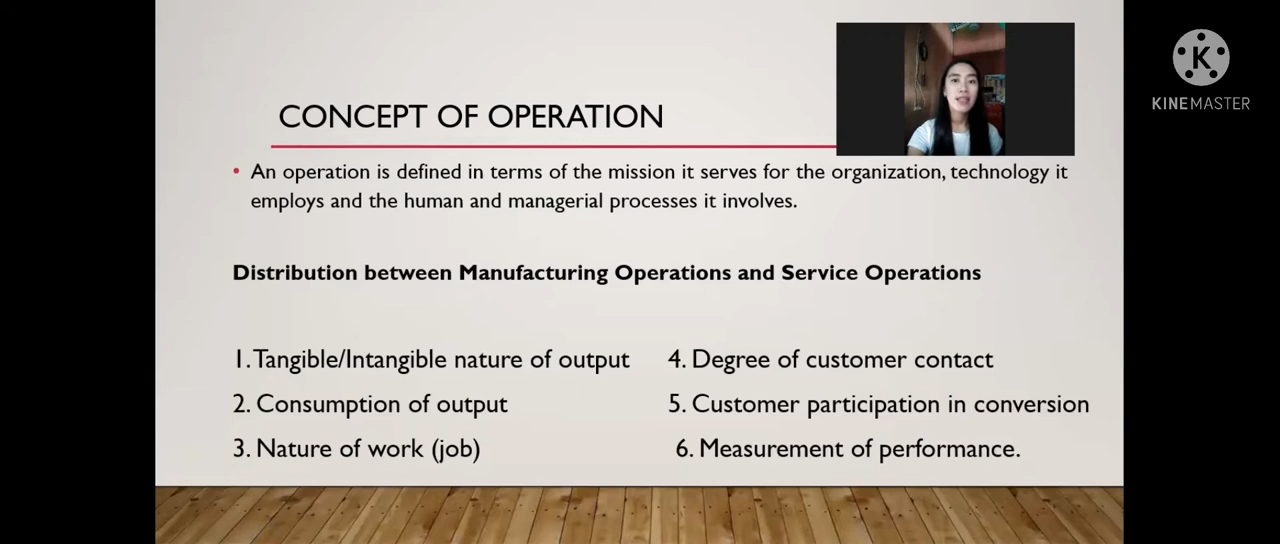 K
KINEMASTER
CONCEPT OF OPERATION
• An operation is defined in terms of the mission it serves for the organization, technology it
employs and the human and managerial processes it involves.
Distribution between Manufacturing Operations and Service Operations
1. Tangible/Intangible nature of output
2. Consumption of output
3. Nature of work (job)
4. Degree of customer contact
5. Customer participation in conversion
6. Measurement of performance.